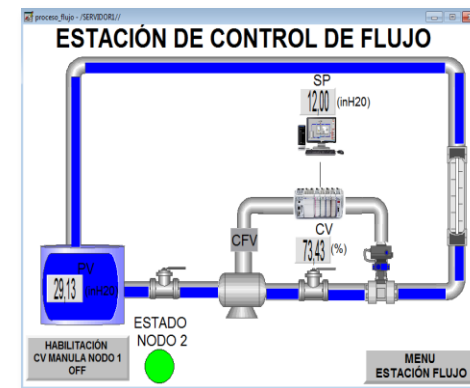 proceso_flujo - /SERVIDOR1//
ESTACIÓN DE CONTROL DE FLUJO
SP
12,00 (inH20)
CFV
CV
73,43 (%)
PV
29,13 (inH20)
ESTADO
NODO 2
HABILITACIÓN
CV MANULA NODO 1
OFF
MENU
ESTACIÓN FLUJO